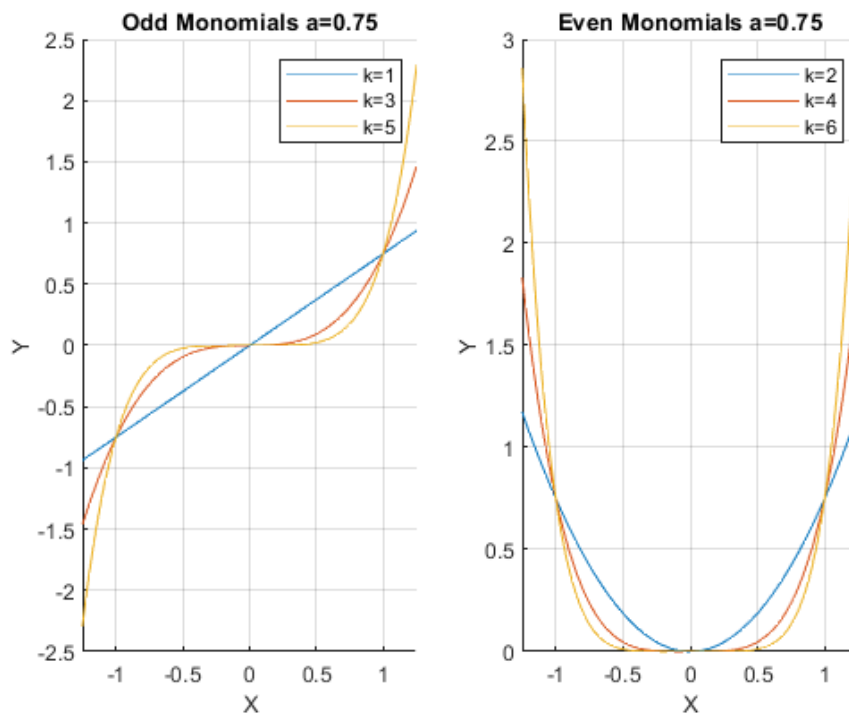 Odd Monomials a=0.75
2.5
2
1.5
1
0.5
0
-0.5
-1
-1.5
-2
-2.5
Y
k=1
k=3
k=5
-1 -0.5 0 0.5 1
X
Even Monomials a=0.75
3
2.5
2
1.5
1
0.5
0
Y
k=2
k=4
k=6
-1 -0.5 0 0.5 1
X